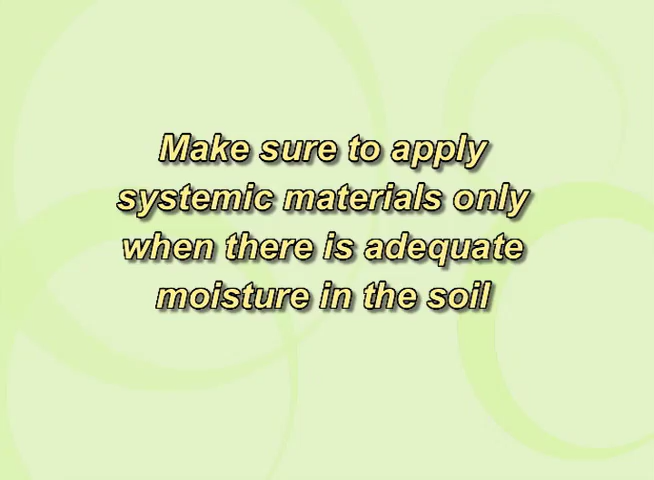 Make sure to apply
systemic materials only
when there is adequate
moisture in the soil